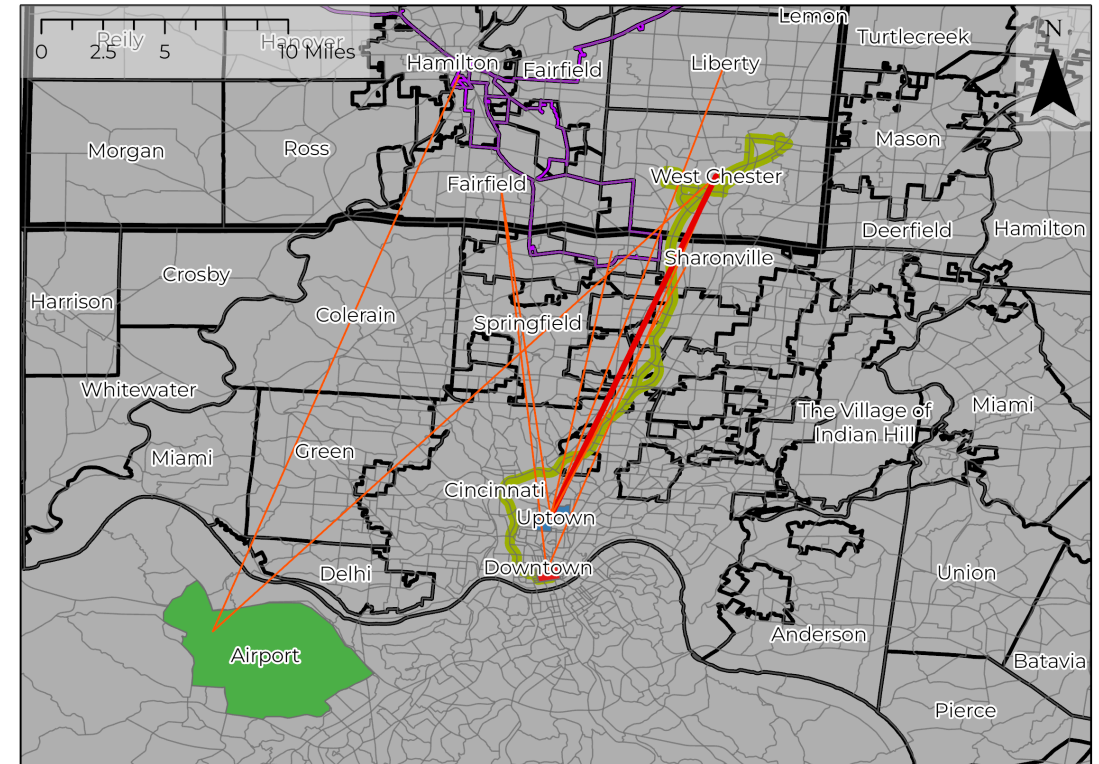 Lemon
N
Reily
Hanover
Turtlecreek
0 2.5 5 10 Miles
Hamilton
Fairfield
Liberty
Mason
Morgan
Ross
West Chester
Fairfield
Deerfield
Hamilton
Sharonville
Crosby
Harrison
Colerain
Springfield
Whitewater
The Village of
Indian Hill
Miami
Green
Miami
Cincinnati
Uptown
Downtown
Delhi
Union
Anderson
Airport
Batavia
Pierce